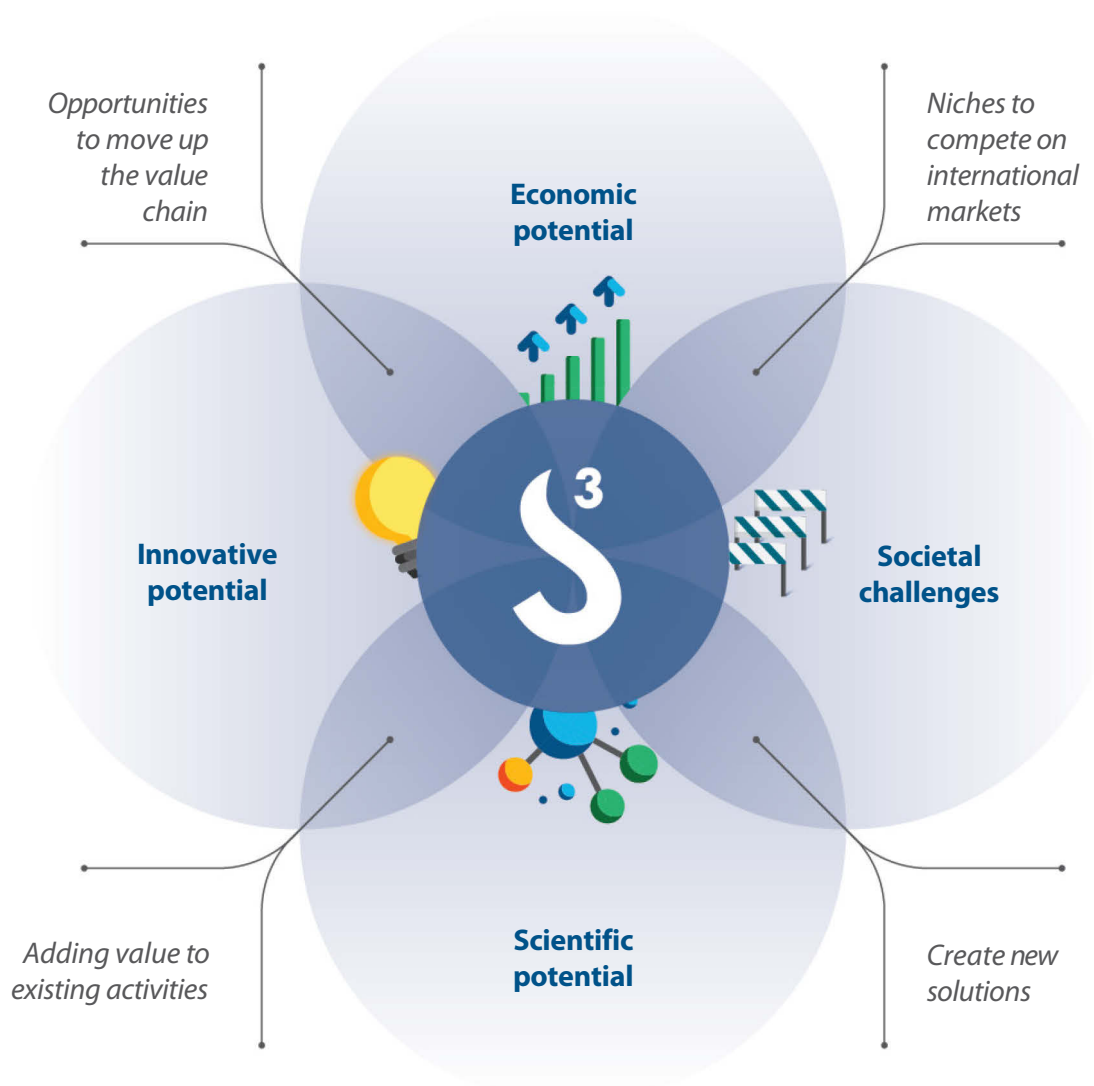 Opportunities
to move up
the value
chain
Niches to
compete on
international
markets
Economic
potential
S³
Innovative
potential
Societal
challenges
Scientific
potential
Adding value to
existing activities
Create new
solutions